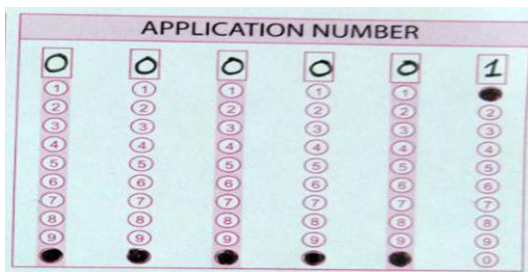 APPLICATION NUMBER
0 0 0 0 0 1
1 1 1 1 1
2 2 2 2 2 2
3 3 3 3 3 3
4 4 4 4 4 4
5 5 5 5 5 5
6 6 6 6 6 6
7 7 7 7 7 7
8 8 8 8 8 8
9 9 9 9 9 9
0